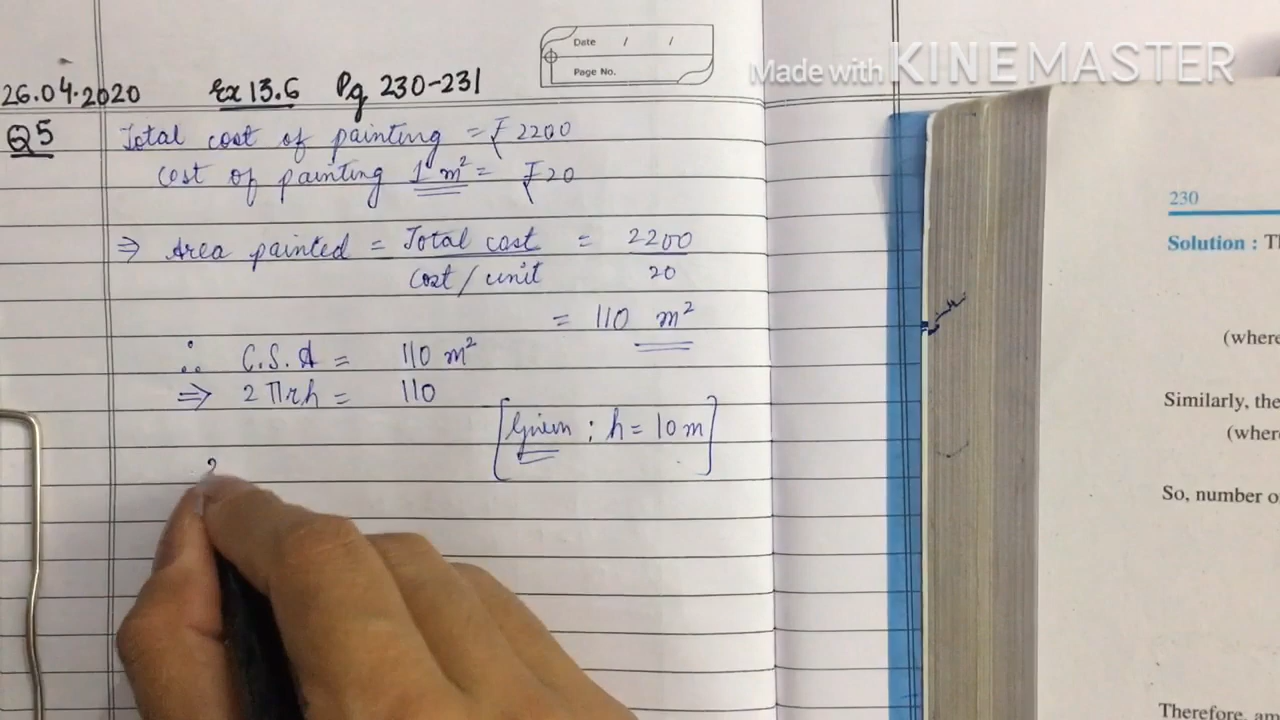 Date / /
Page No.
Made with KINEMASTER
26.04.2020 Ex 13.6 Pg 230-231
Q5 Total cost of painting = ₹ 2200
Cost of painting 1 m² = ₹ 20
⇒ Area painted = Total cost / Cost/unit = 2200 / 20
= 110 m²
∴ C.S.A = 110 m²
⇒ 2πrh = 110
[Given : h = 10 m]
2
230
Solution : Th
(where
Similarly, the
(where
So, number o
Therefore, am